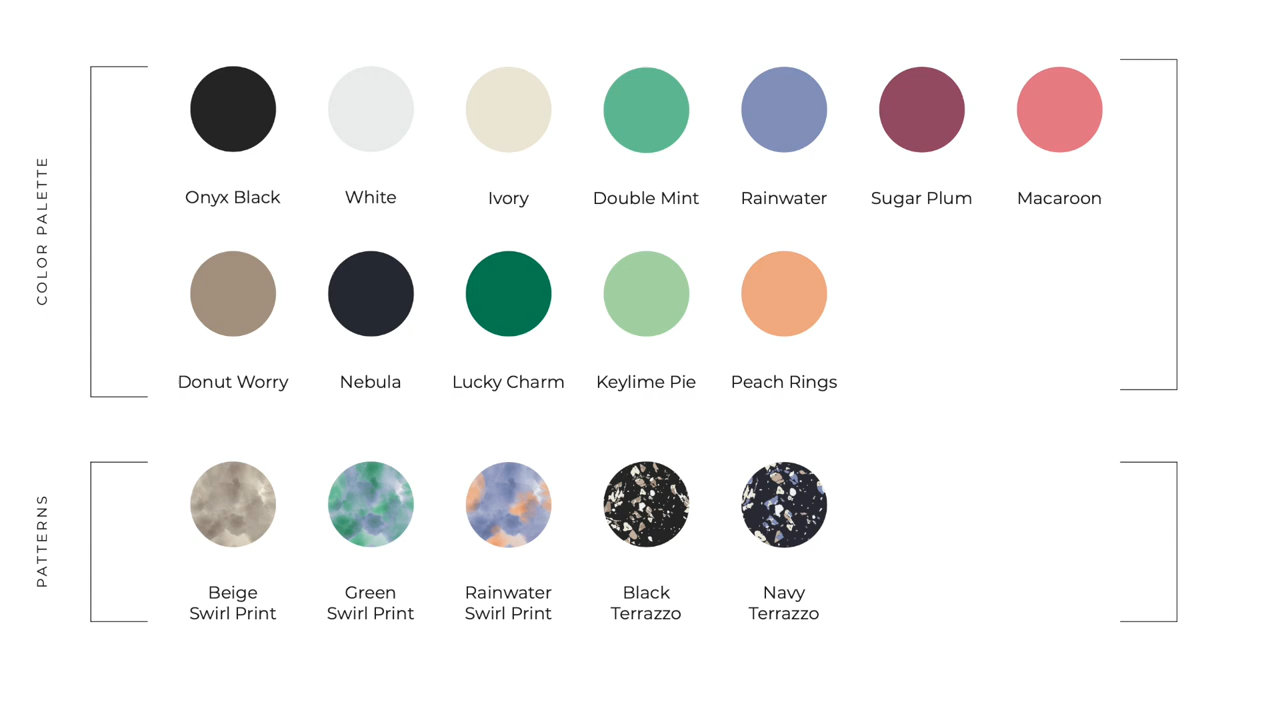 COLOR PALETTE
Onyx Black
White
Ivory
Double Mint
Rainwater
Sugar Plum
Macaroon
Donut Worry
Nebula
Lucky Charm
Keylime Pie
Peach Rings
PATTERNS
Beige
Swirl Print
Green
Swirl Print
Rainwater
Swirl Print
Black
Terrazzo
Navy
Terrazzo